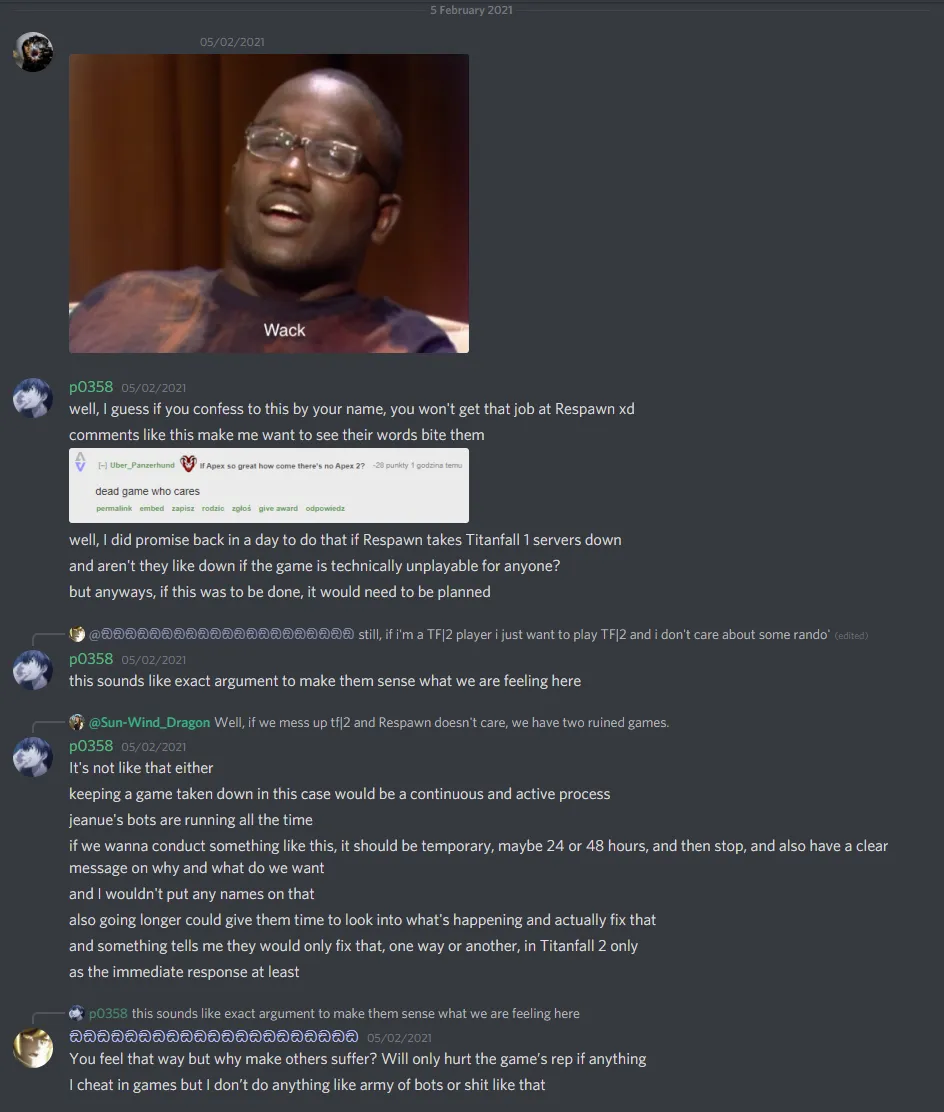 5 February 2021
05/02/2021
Wack
p0358 05/02/2021
well, I guess if you confess to this by your name, you won't get that job at Respawn xd
comments like this make me want to see their words bite them
[-] Uber_Panzerhund If Apex so great how come there's no Apex 2? -28 punkty 1 godzina temu
dead game who cares
permalink embed zapisz rodzic zgłoś give award odpowiedz
well, I did promise back in a day to do that if Respawn takes Titanfall 1 servers down
and aren't they like down if the game is technically unplayable for anyone?
but anyways, if this was to be done, it would need to be planned
still, if i'm a TF|2 player i just want to play TF|2 and i don't care about some rando' (edited)
p0358 05/02/2021
this sounds like exact argument to make them sense what we are feeling here
@Sun-Wind_Dragon Well, if we mess up tf|2 and Respawn doesn't care, we have two ruined games.
p0358 05/02/2021
It's not like that either
keeping a game taken down in this case would be a continuous and active process
jeanue's bots are running all the time
if we wanna conduct something like this, it should be temporary, maybe 24 or 48 hours, and then stop, and also have a clear
message on why and what do we want
and I wouldn't put any names on that
also going longer could give them time to look into what's happening and actually fix that
and something tells me they would only fix that, one way or another, in Titanfall 2 only
as the immediate response at least
p0358 this sounds like exact argument to make them sense what we are feeling here
05/02/2021
You feel that way but why make others suffer? Will only hurt the game's rep if anything
I cheat in games but I don't do anything like army of bots or shit like that